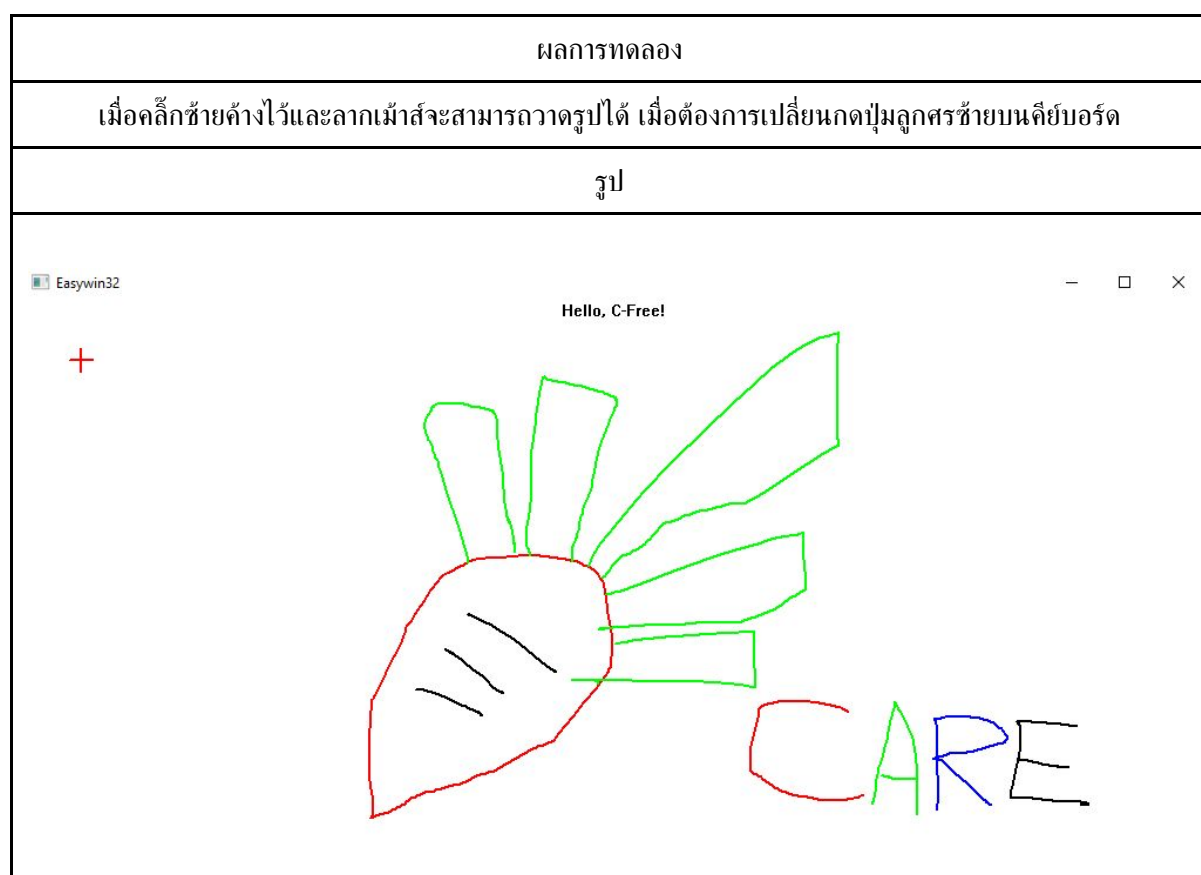 ผลการทดลอง
เมื่อคลิ๊กซ้ายค้างไว้และลากเม้าส์จะสามารถวาดรูปได้ เมื่อต้องการเปลี่ยนกดปุ่มลูกศรซ้ายบนคีย์บอร์ด
รูป
Easywin32
Hello, C-Free!
CARE